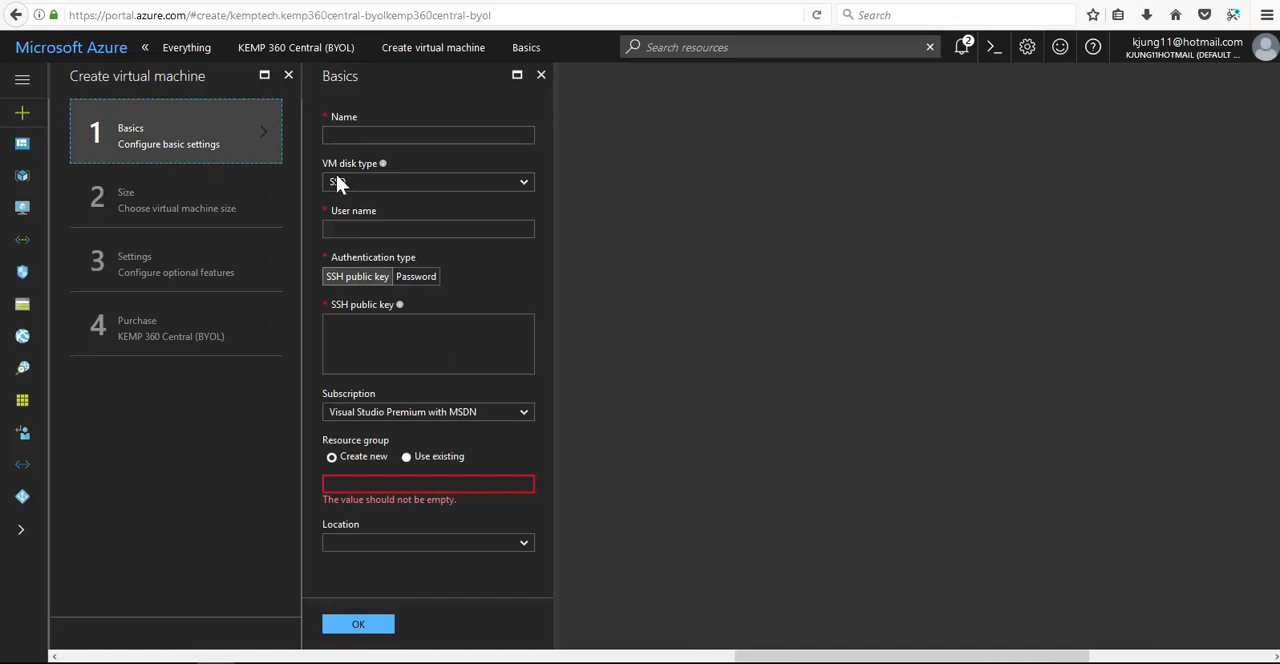 https://portal.azure.com/#create/kemptech.kemp360central-byolkemp360central-byol
Search
Microsoft Azure « Everything KEMP 360 Central (BYOL) Create virtual machine Basics
Search resources
2
kjung11@hotmail.com
KJUNG11HOTMAIL (DEFAULT ...
Create virtual machine
1
Basics
Configure basic settings
2
Size
Choose virtual machine size
3
Settings
Configure optional features
4
Purchase
KEMP 360 Central (BYOL)
Basics
* Name
VM disk type
* User name
* Authentication type
SSH public key Password
* SSH public key
Subscription
Visual Studio Premium with MSDN
Resource group
Create new Use existing
The value should not be empty.
Location
OK